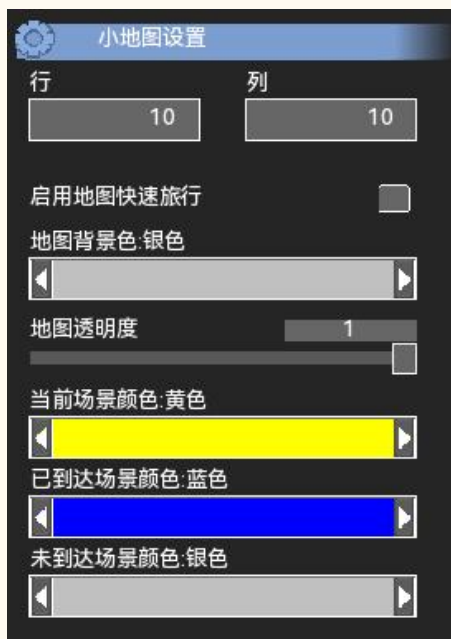 小地图设置
行 列
10 10
启用地图快速旅行
地图背景色:银色
地图透明度 1
当前场景颜色:黄色
已到达场景颜色:蓝色
未到达场景颜色:银色